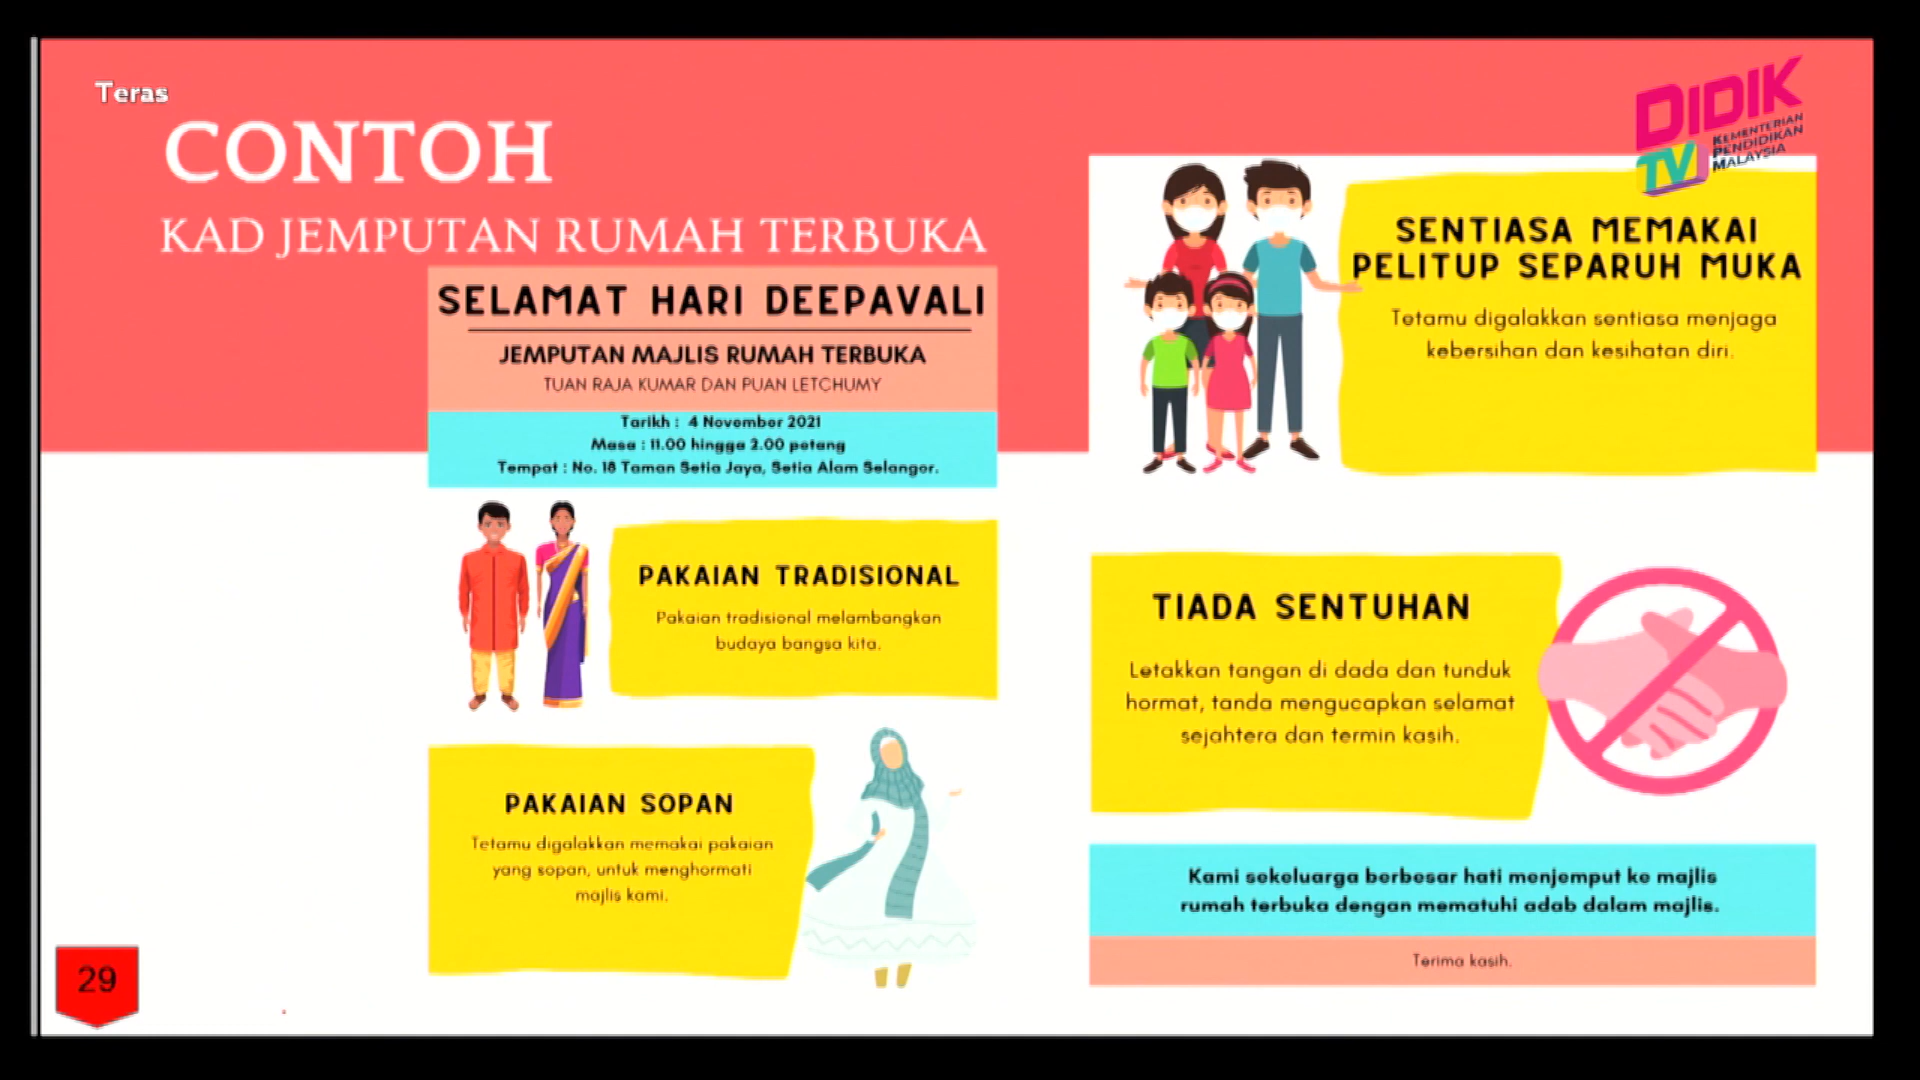 Teras
CONTOH
KAD JEMPUTAN RUMAH TERBUKA
SELAMAT HARI DEEPAVALI
JEMPUTAN MAJLIS RUMAH TERBUKA
TUAN RAJA KUMAR DAN PUAN LETCHUMY
Tarikh : 4 November 2021
Masa : 11.00 hingga 2.00 petang
Tempat : No. 18 Taman Setia Jaya, Setia Alam Selangor.
PAKAIAN TRADISIONAL
Pakaian tradisional melambangkan
budaya bangsa kita.
PAKAIAN SOPAN
Tetamu digalakkan memakai pakaian
yang sopan, untuk menghormati
majlis kami.
29
DIDIK
TV
KEMENTERIAN
PENDIDIKAN
MALAYSIA
SENTIASA MEMAKAI
PELITUP SEPARUH MUKA
Tetamu digalakkan sentiasa menjaga
kebersihan dan kesihatan diri.
TIADA SENTUHAN
Letakkan tangan di dada dan tunduk
hormat, tanda mengucapkan selamat
sejahtera dan termin kasih.
Kami sekeluarga berbesar hati menjemput ke majlis
rumah terbuka dengan mematuhi adab dalam majlis.
Terima kasih.